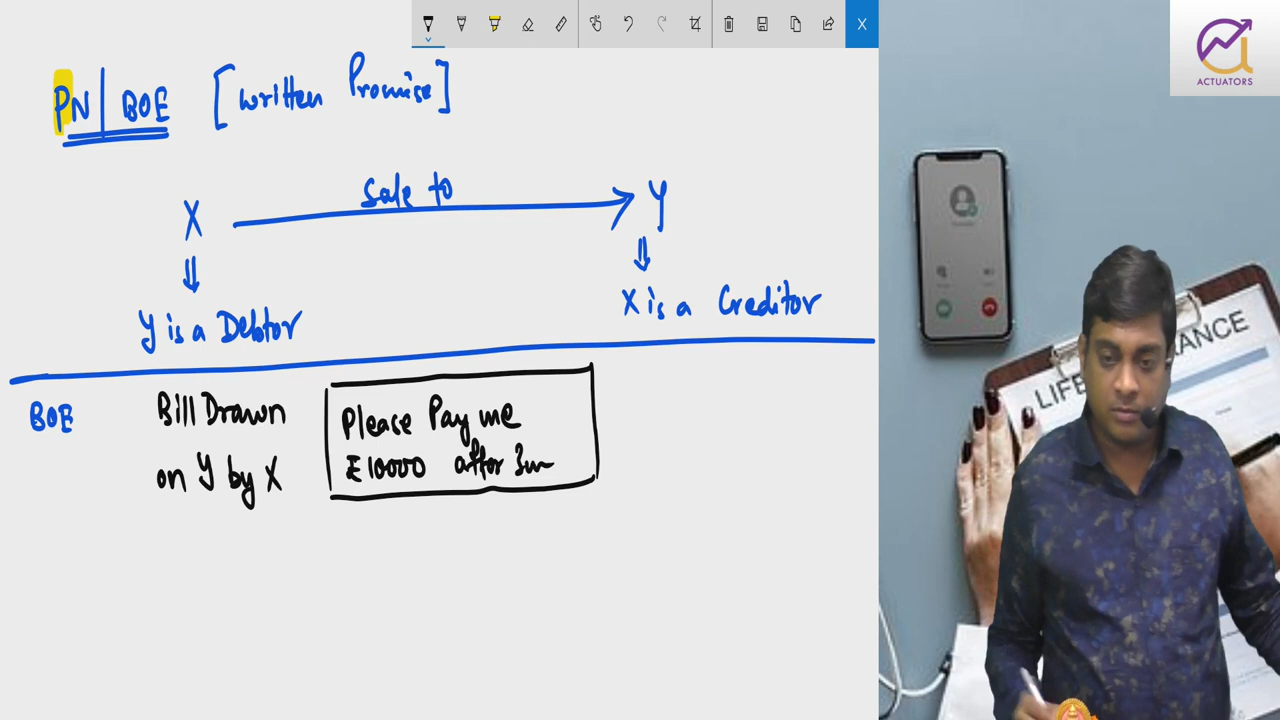 PN | BOE [written Promise]
X Sale to Y
Y is a Debtor
X is a Creditor
BOE Bill Drawn on Y by X
Please Pay me
£10000 after 3m
X
ACTUATORS
LIFE
RANCE